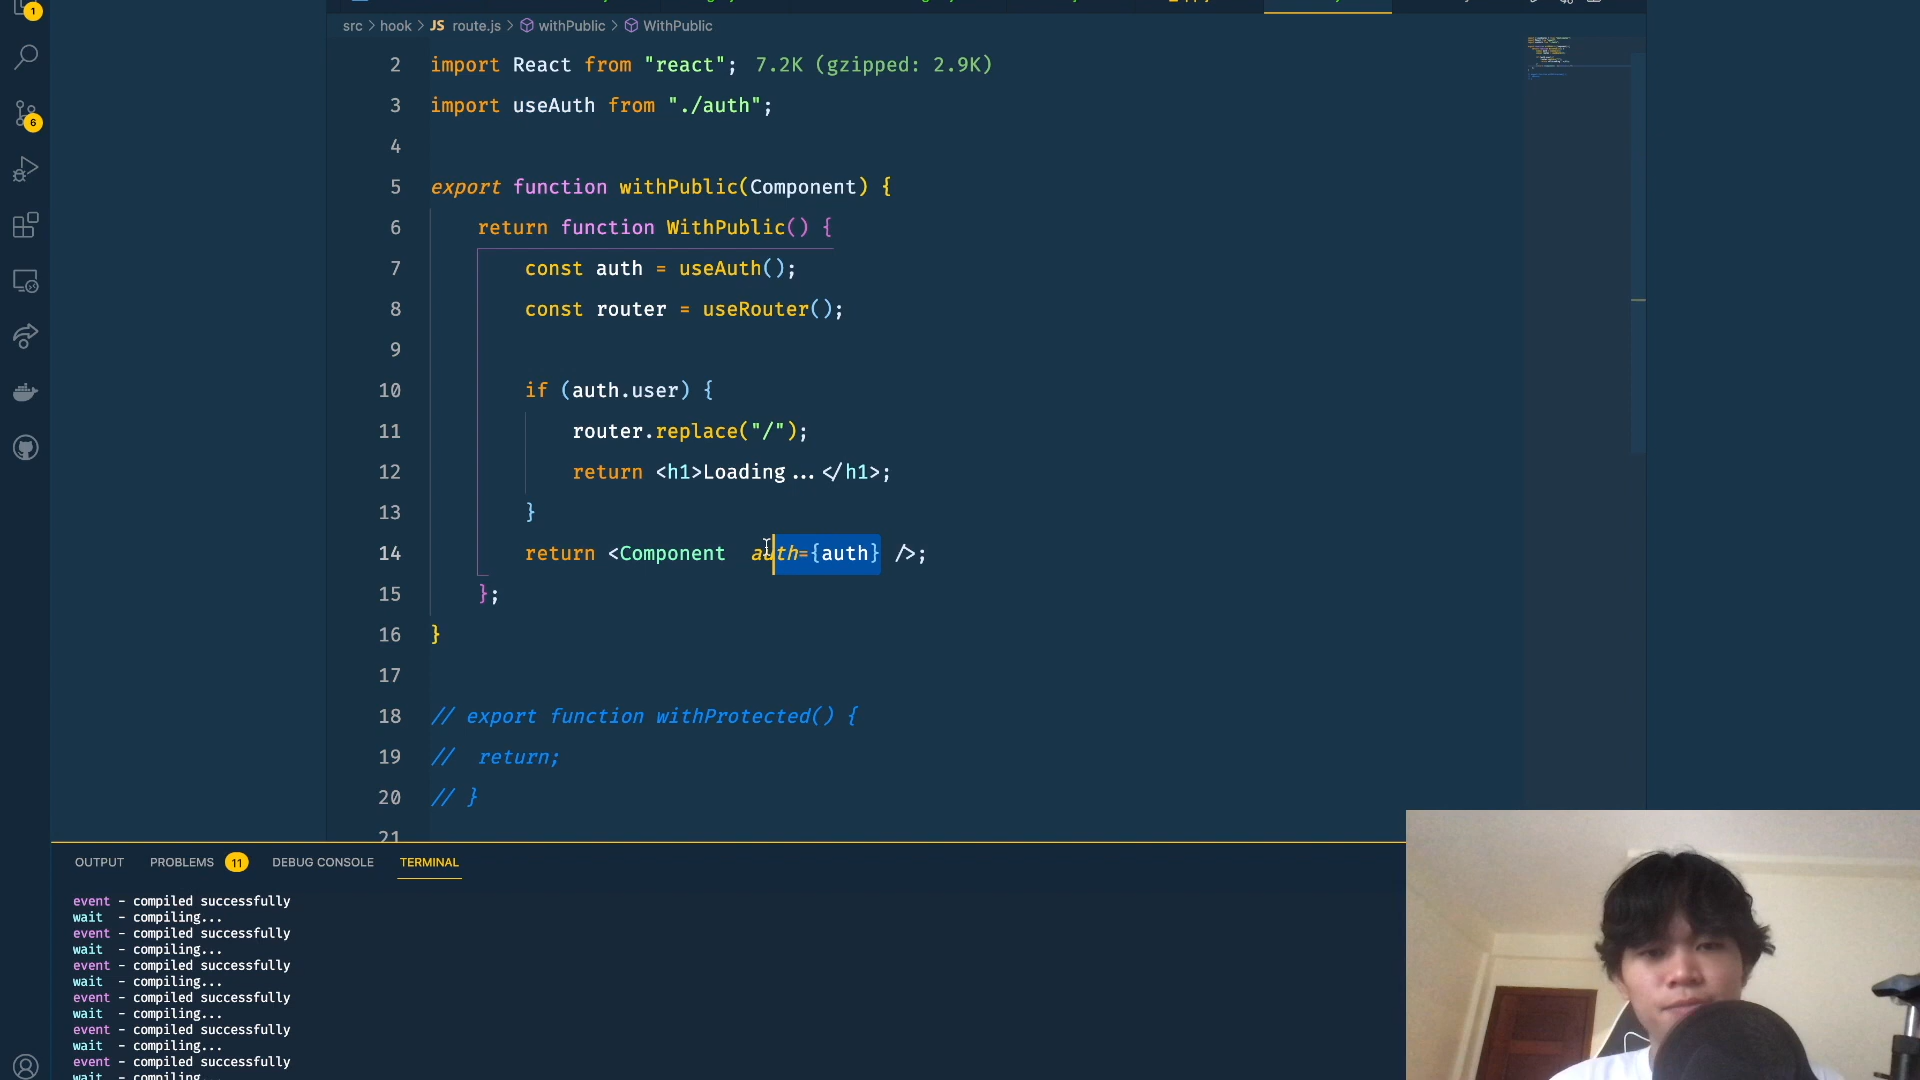 1
src > hook > JS route.js > withPublic > WithPublic
2 import React from "react"; 7.2K (gzipped: 2.9K)
3 import useAuth from "./auth";
4
5 export function withPublic(Component) {
6 return function WithPublic() {
7 const auth = useAuth();
8 const router = useRouter();
9
10 if (auth.user) {
11 router.replace("/");
12 return <h1>Loading...</h1>;
13 }
14 return <Component auth={auth} />;
15 };
16 }
17
18 // export function withProtected() {
19 // return;
20 // }
21
6
OUTPUT PROBLEMS 11 DEBUG CONSOLE TERMINAL
event - compiled successfully
wait - compiling...
event - compiled successfully
wait - compiling...
event - compiled successfully
wait - compiling...
event - compiled successfully
wait - compiling...
event - compiled successfully
wait - compiling...
event - compiled successfully
wait - compiling...